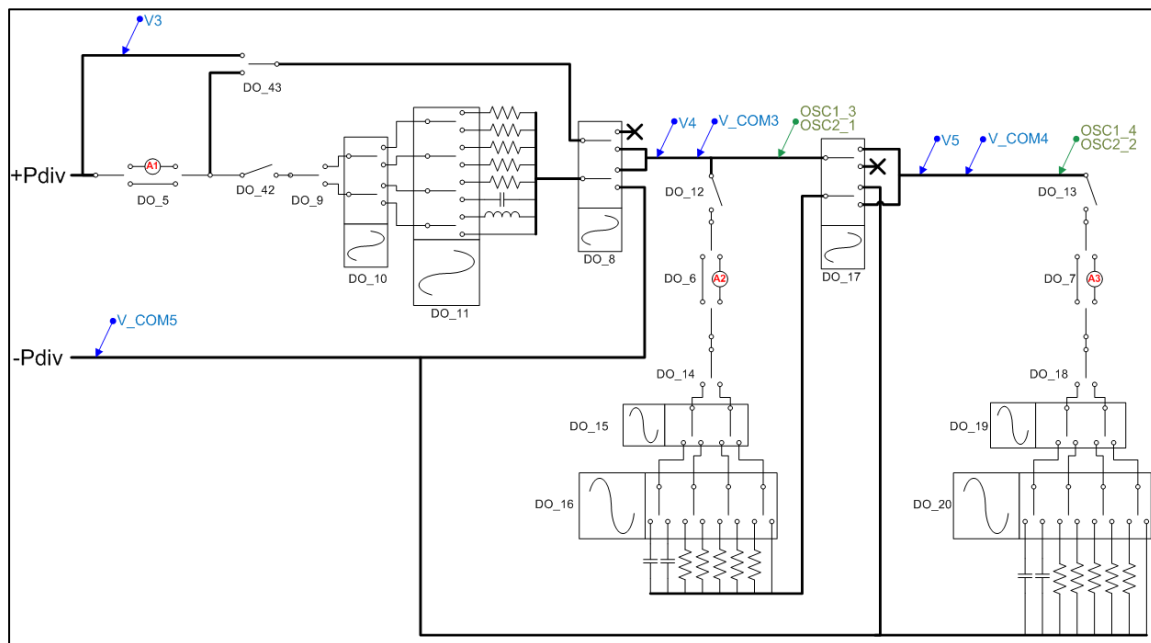 V3
DO_43
OSC1_3
OSC2_1
V4
V_COM3
OSC1_4
OSC2_2
V5
V_COM4
A1
+Pdiv
DO_5
DO_42
DO_9
DO_12
DO_13
DO_8
DO_17
DO_10
DO_11
DO_6
A2
DO_7
A3
V_COM5
-Pdiv
DO_14
DO_18
DO_15
DO_19
DO_16
DO_20